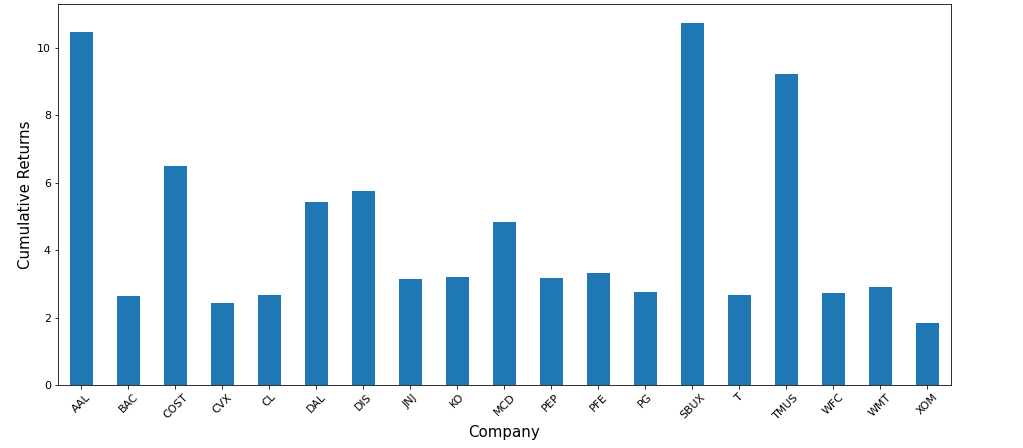 10
8
6
4
2
0
Cumulative Returns
AAL
BAC
COST
CVX
CL
DAL
DIS
JNJ
KO
MCD
PEP
PFE
PG
SBUX
T
TMUS
WFC
WMT
XOM
Company